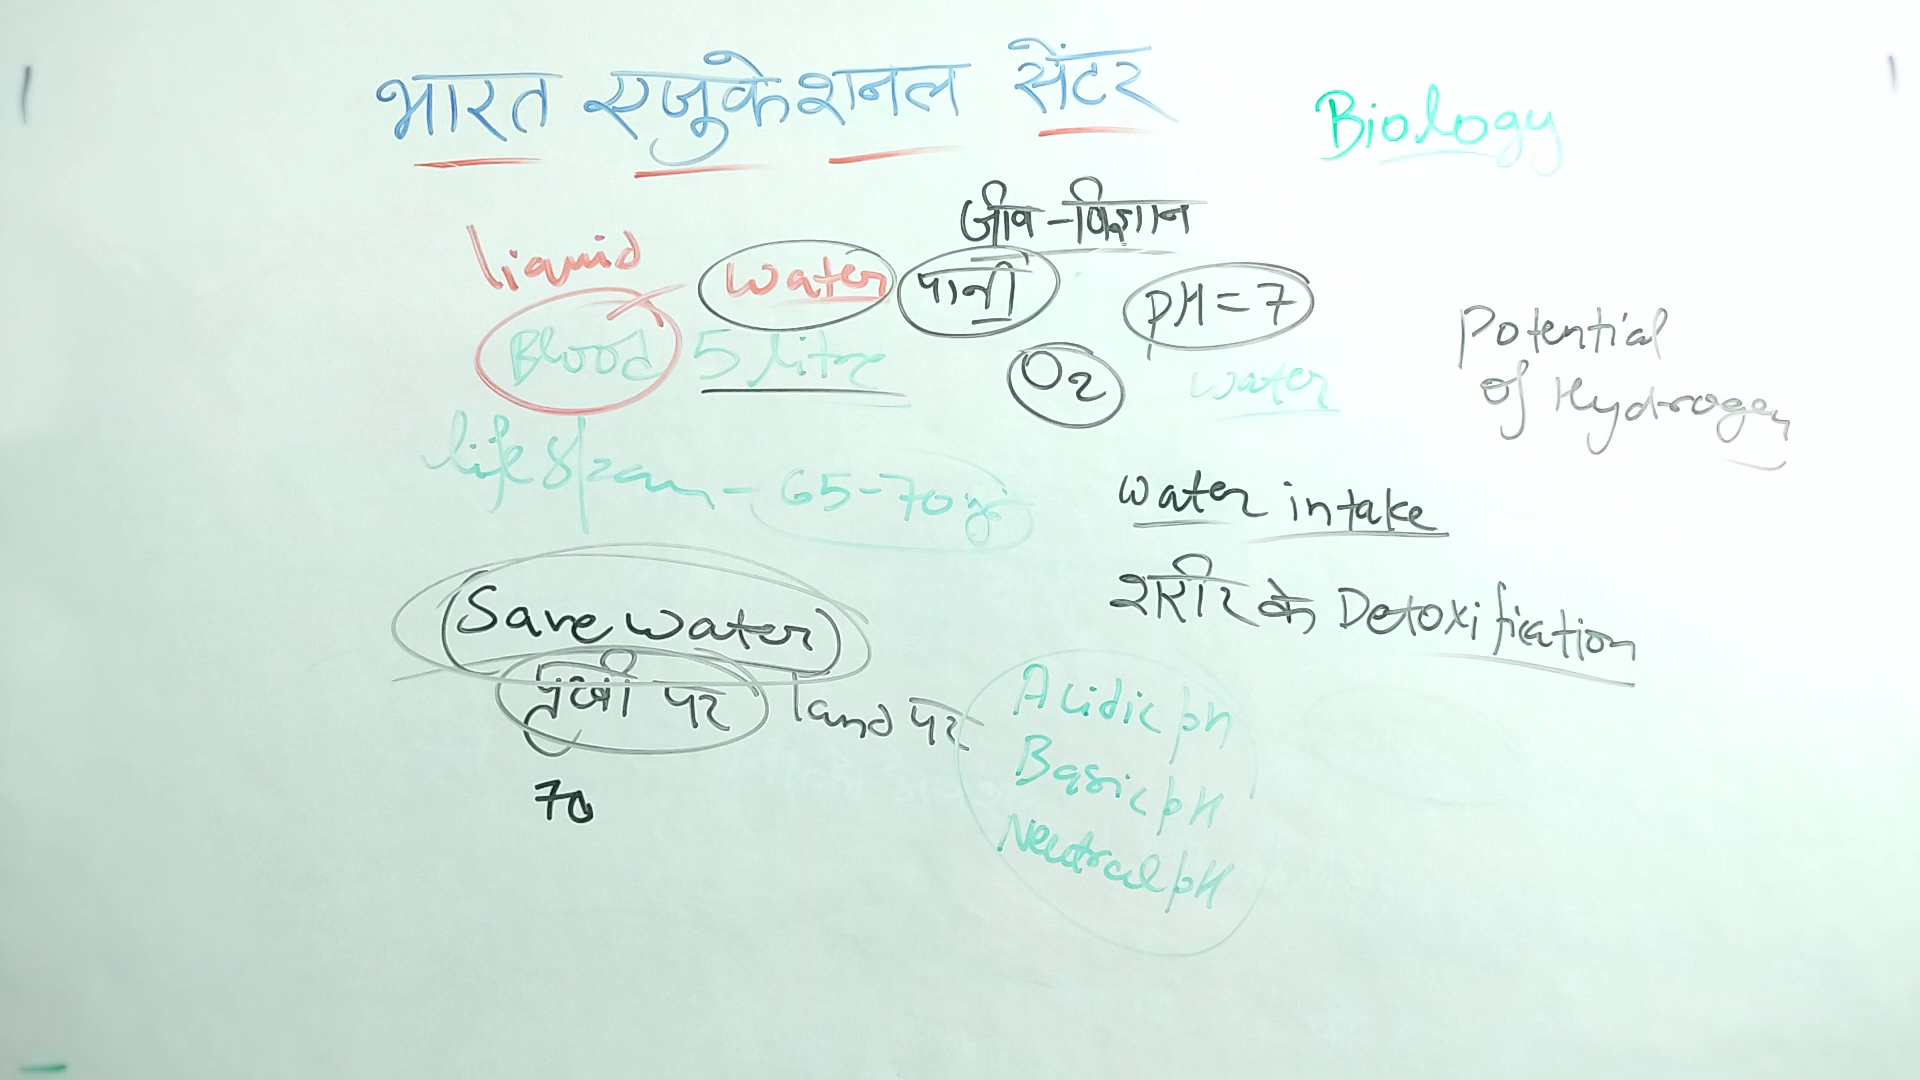 भारत एजुकेशनल सेंटर
Biology
जीव-विज्ञान
liquid water पानी pH = 7
Blood 5 litre O2 water
Potential
of Hydrogen
life span - 65-70 yr
water intake
शरीर के Detoxification
Save water
पृथ्वी पर land पर
70
Acidic pH
Basic pH
Neutral pH